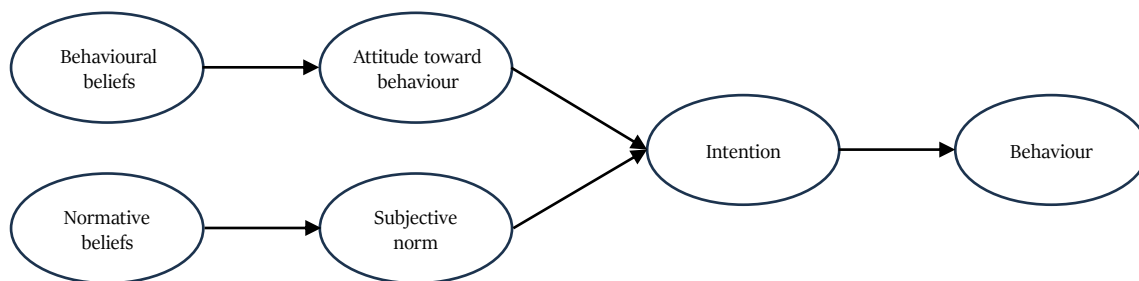 Behavioural
beliefs
Attitude toward
behaviour
Normative
beliefs
Subjective
norm
Intention
Behaviour